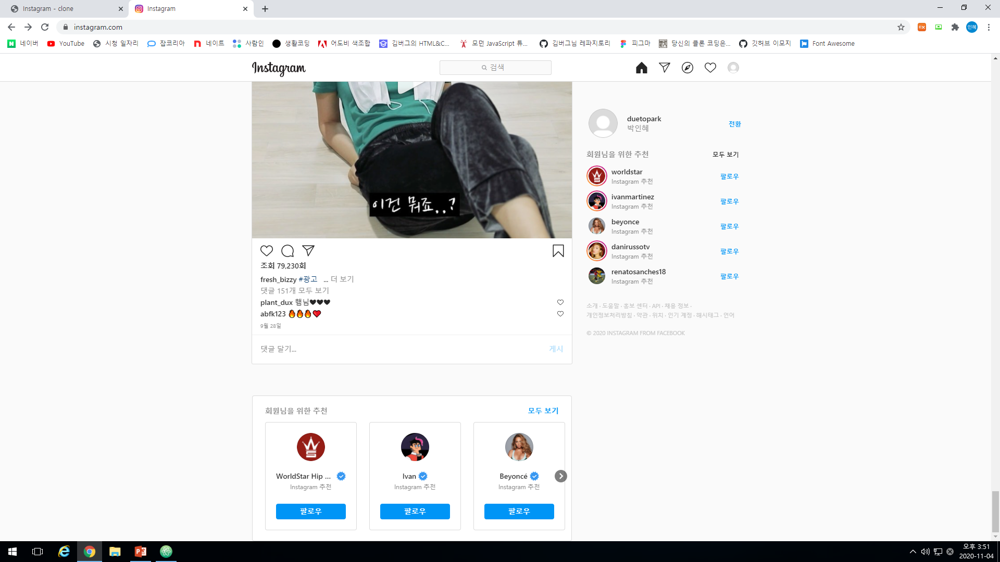 Instagram - clone
Instagram
instagram.com
인혜
네이버
YouTube
시청 일자리
잡코리아
네이트
사람인
생활코딩
어도비 색조합
김버그의 HTML&C...
모던 JavaScript 튜...
김버그님 레파지토리
피그마
당신의 클론 코딩은...
깃허브 이모지
Font Awesome
Instagram
검색
이건 뭐죠..?
조회 79,230회
fresh_bizzy #광고 ... 더 보기
댓글 151개 모두 보기
plant_dux 햄님🖤🖤🖤
abfk123 🔥🔥🔥❤️
9월 28일
댓글 달기...
게시
duetopark
박인혜
전환
회원님을 위한 추천
모두 보기
worldstar
Instagram 추천
팔로우
ivanmartinez
Instagram 추천
팔로우
beyonce
Instagram 추천
팔로우
danirussotv
Instagram 추천
팔로우
renatosanches18
Instagram 추천
팔로우
소개 · 도움말 · 홍보 센터 · API · 채용 정보 ·
개인정보처리방침 · 약관 · 위치 · 인기 계정 · 해시태그 · 언어
© 2020 INSTAGRAM FROM FACEBOOK
회원님을 위한 추천
모두 보기
WorldStar Hip ...
Instagram 추천
팔로우
Ivan
Instagram 추천
팔로우
Beyoncé
Instagram 추천
팔로우
오후 3:51
2020-11-04